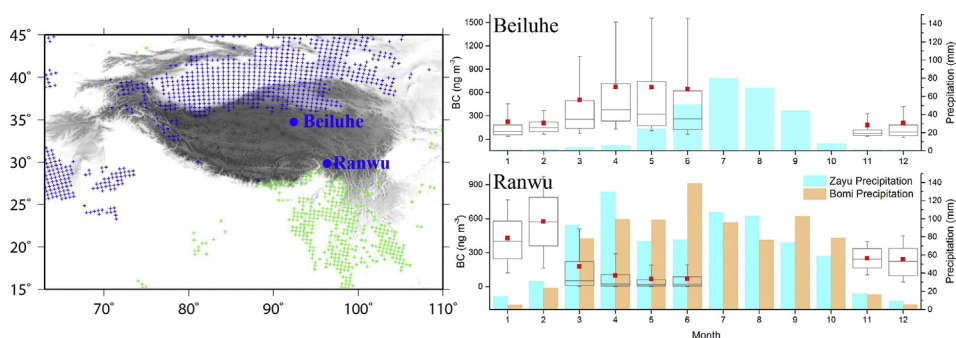 45°
40°
35°
30°
25°
20°
15°
70°
80°
90°
100°
110°
Beiluhe
Ranwu
Beiluhe
BC (ng m⁻³)
1500
1200
900
600
300
0
140
120
100
80
60
40
20
0
Precipitation (mm)
1 2 3 4 5 6 7 8 9 10 11 12
Ranwu
Zayu Precipitation
Bomi Precipitation
BC (ng m⁻³)
900
600
300
0
140
120
100
80
60
40
20
0
Precipitation (mm)
1 2 3 4 5 6 7 8 9 10 11 12
Month